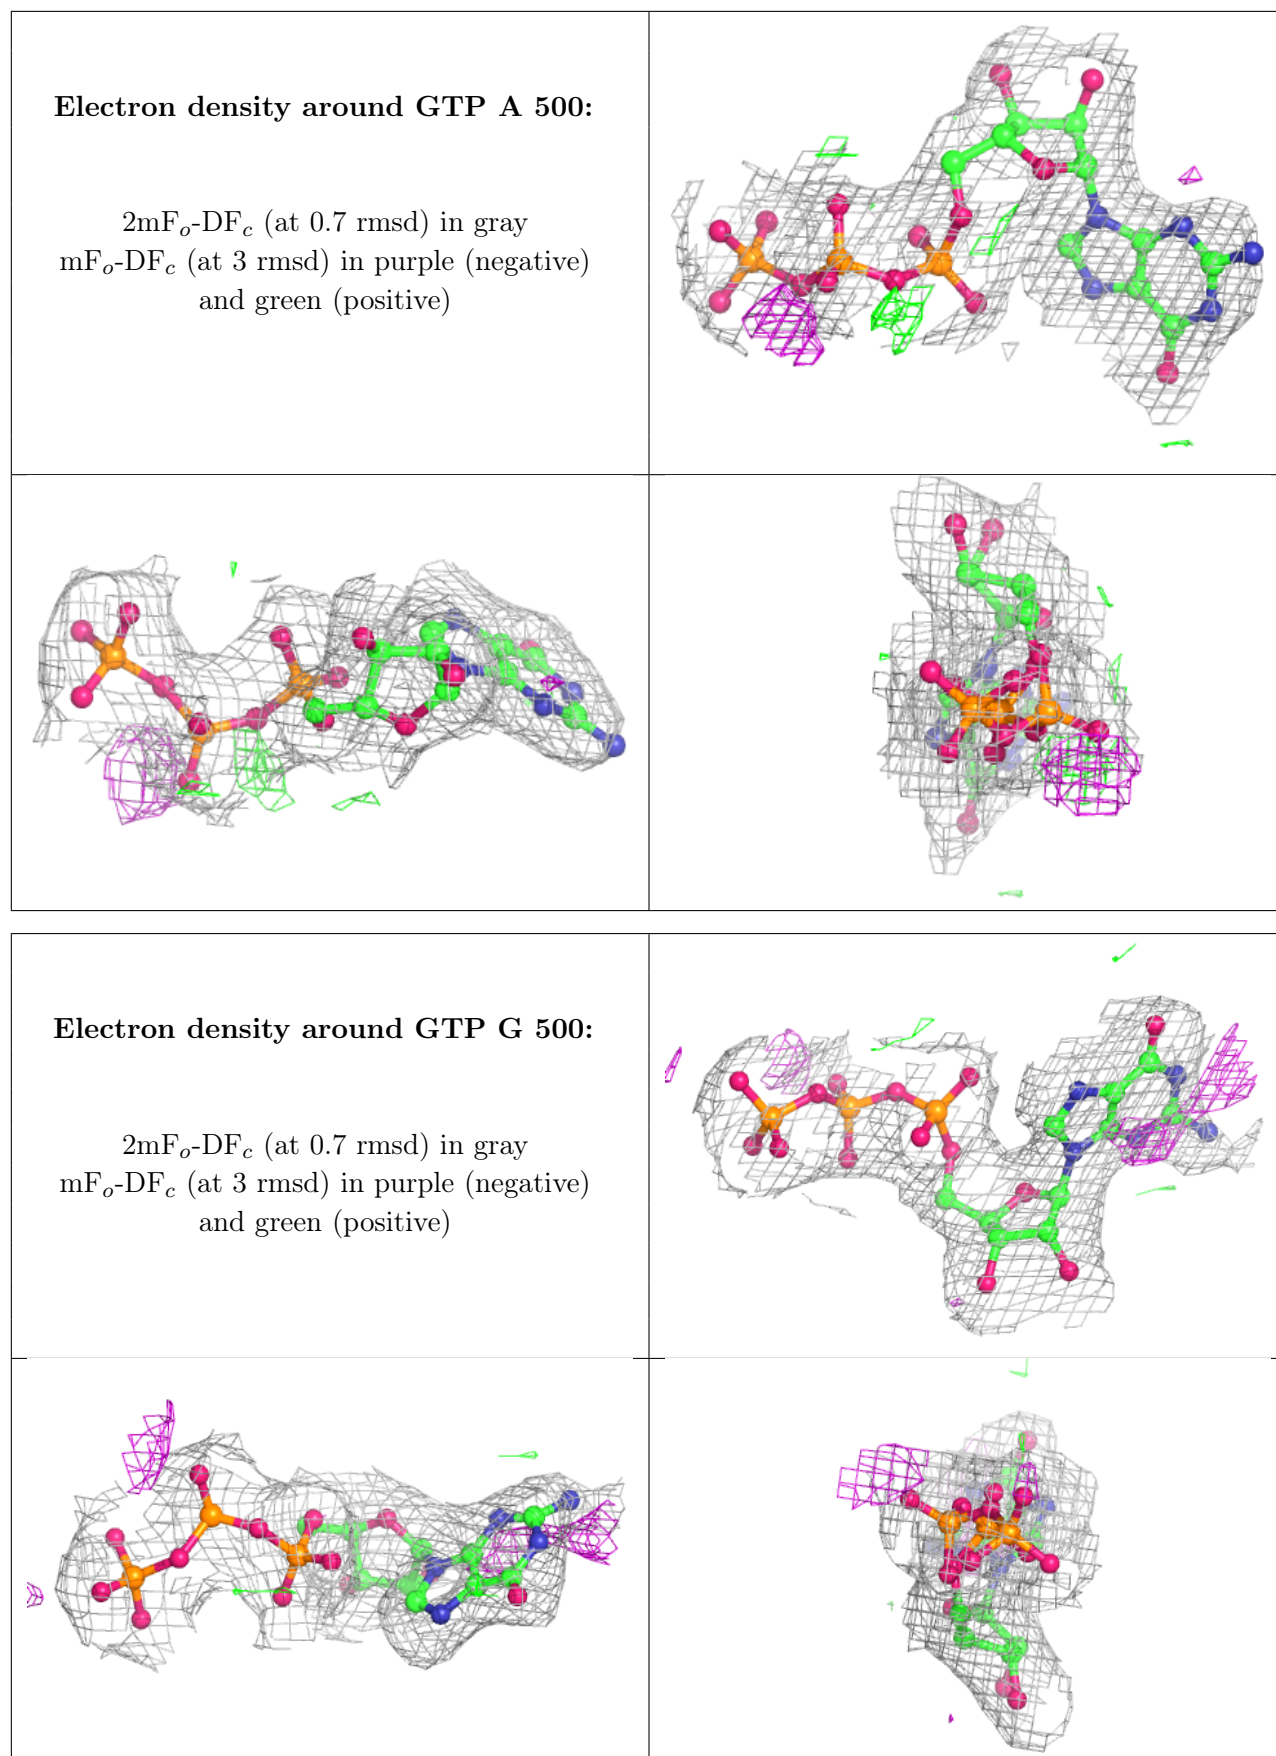 Electron density around GTP A 500:
2mFo-DFc (at 0.7 rmsd) in gray
mFo-DFc (at 3 rmsd) in purple (negative)
and green (positive)
Electron density around GTP G 500:
2mFo-DFc (at 0.7 rmsd) in gray
mFo-DFc (at 3 rmsd) in purple (negative)
and green (positive)